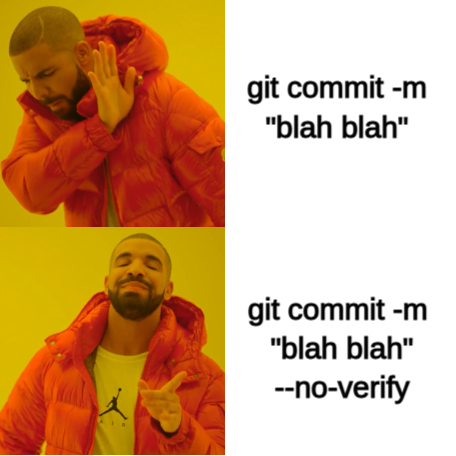 git commit -m
"blah blah"
git commit -m
"blah blah"
--no-verify